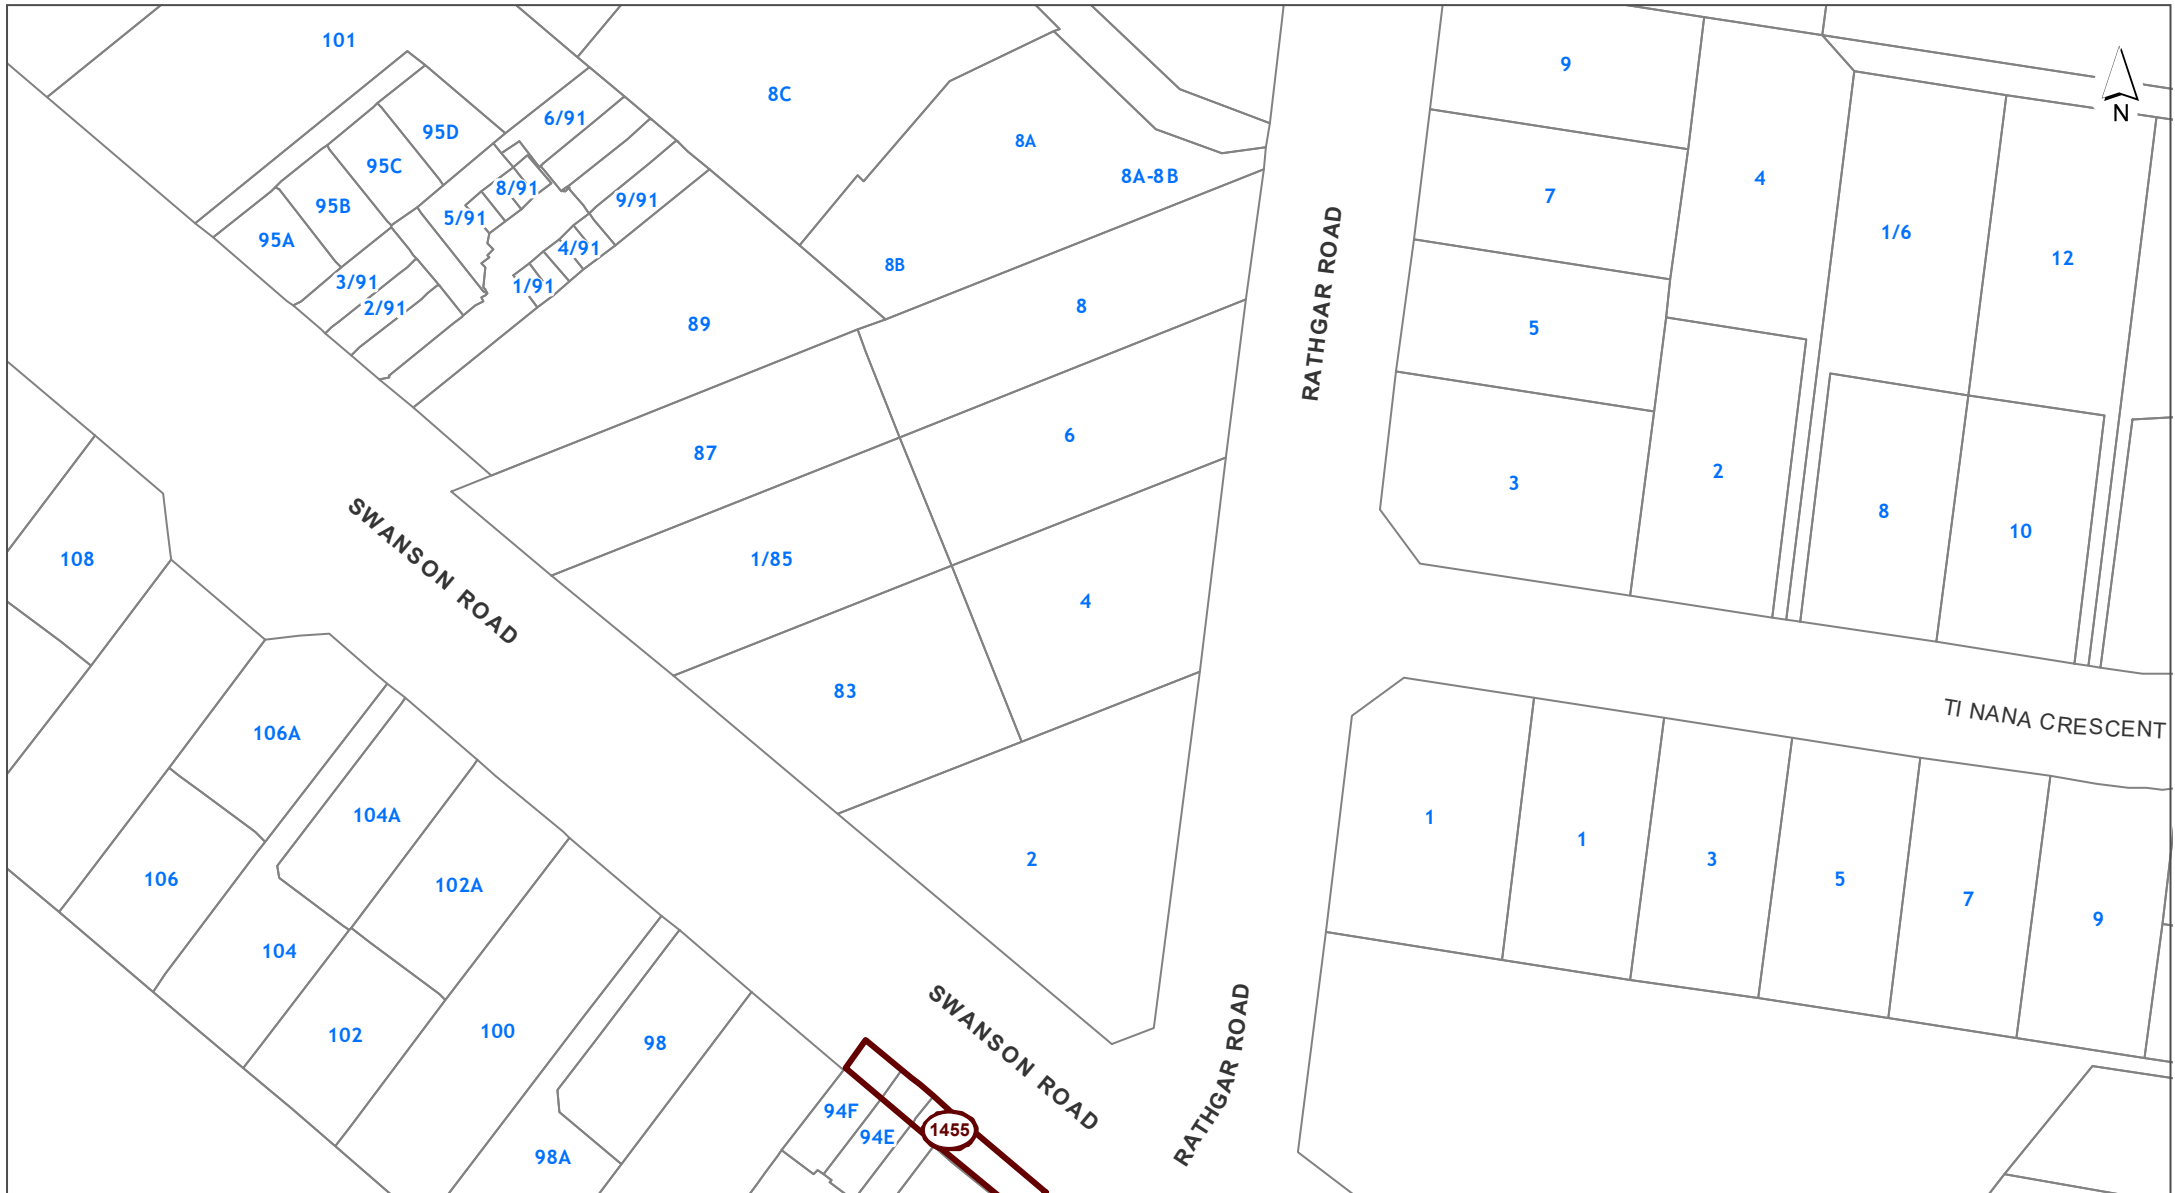 101
9
8C
N
6/91
95D
8A
95C
8A-8B
4
8/91
7
9/91
95B
5/91
1/6
95A
4/91
12
8B
3/91
1/91
RATHGAR ROAD
2/91
8
89
5
6
87
2
3
8
SWANSON ROAD
10
108
1/85
4
83
TI NANA CRESCENT
106A
104A
1
1
2
3
5
106
102A
7
9
104
SWANSON ROAD
RATHGAR ROAD
102
100
98
94F
1455
94E
98A